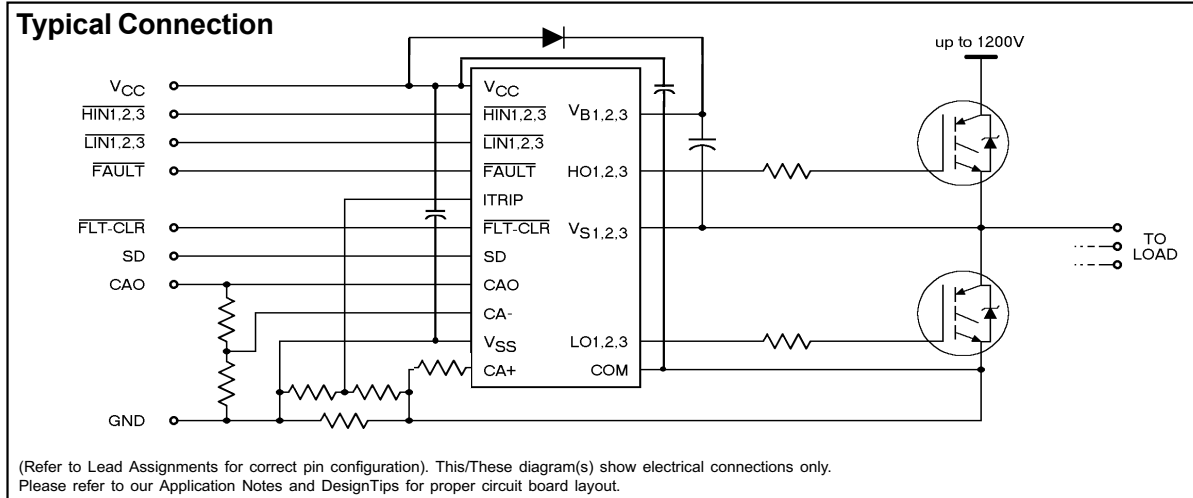 Typical Connection
up to 1200V
VCC
HIN1,2,3
LIN1,2,3
FAULT
FLT-CLR
SD
CAO
GND
VCC
HIN1,2,3
LIN1,2,3
FAULT
ITRIP
FLT-CLR
SD
CAO
CA-
VSS
CA+
VB1,2,3
HO1,2,3
VS1,2,3
LO1,2,3
COM
TO
LOAD
(Refer to Lead Assignments for correct pin configuration). This/These diagram(s) show electrical connections only.
Please refer to our Application Notes and DesignTips for proper circuit board layout.